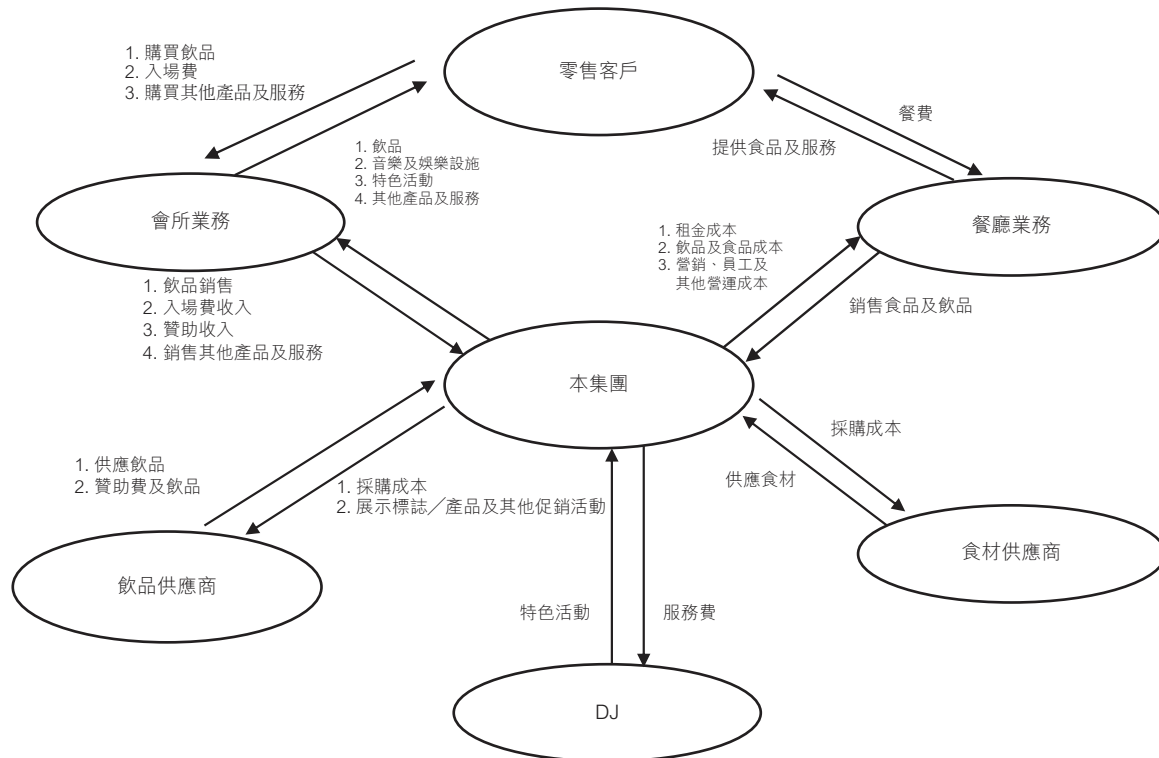 零售客戶
1. 購買飲品
2. 入場費
3. 購買其他產品及服務
餐費
提供食品及服務
1. 飲品
2. 音樂及娛樂設施
3. 特色活動
4. 其他產品及服務
會所業務
餐廳業務
1. 租金成本
2. 飲品及食品成本
3. 營銷、員工及
其他營運成本
1. 飲品銷售
2. 入場費收入
3. 贊助收入
4. 銷售其他產品及服務
銷售食品及飲品
本集團
採購成本
1. 供應飲品
2. 贊助費及飲品
供應食材
1. 採購成本
2. 展示標誌／產品及其他促銷活動
食材供應商
飲品供應商
特色活動
服務費
DJ